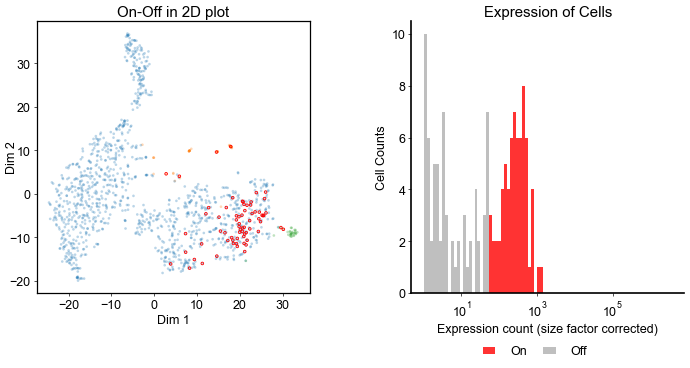 On-Off in 2D plot
Expression of Cells
30
20
10
0
−10
−20
Dim 2
−20 −10 0 10 20 30
Dim 1
10
8
6
4
2
0
Cell Counts
10^1 10^3 10^5
Expression count (size factor corrected)
On Off